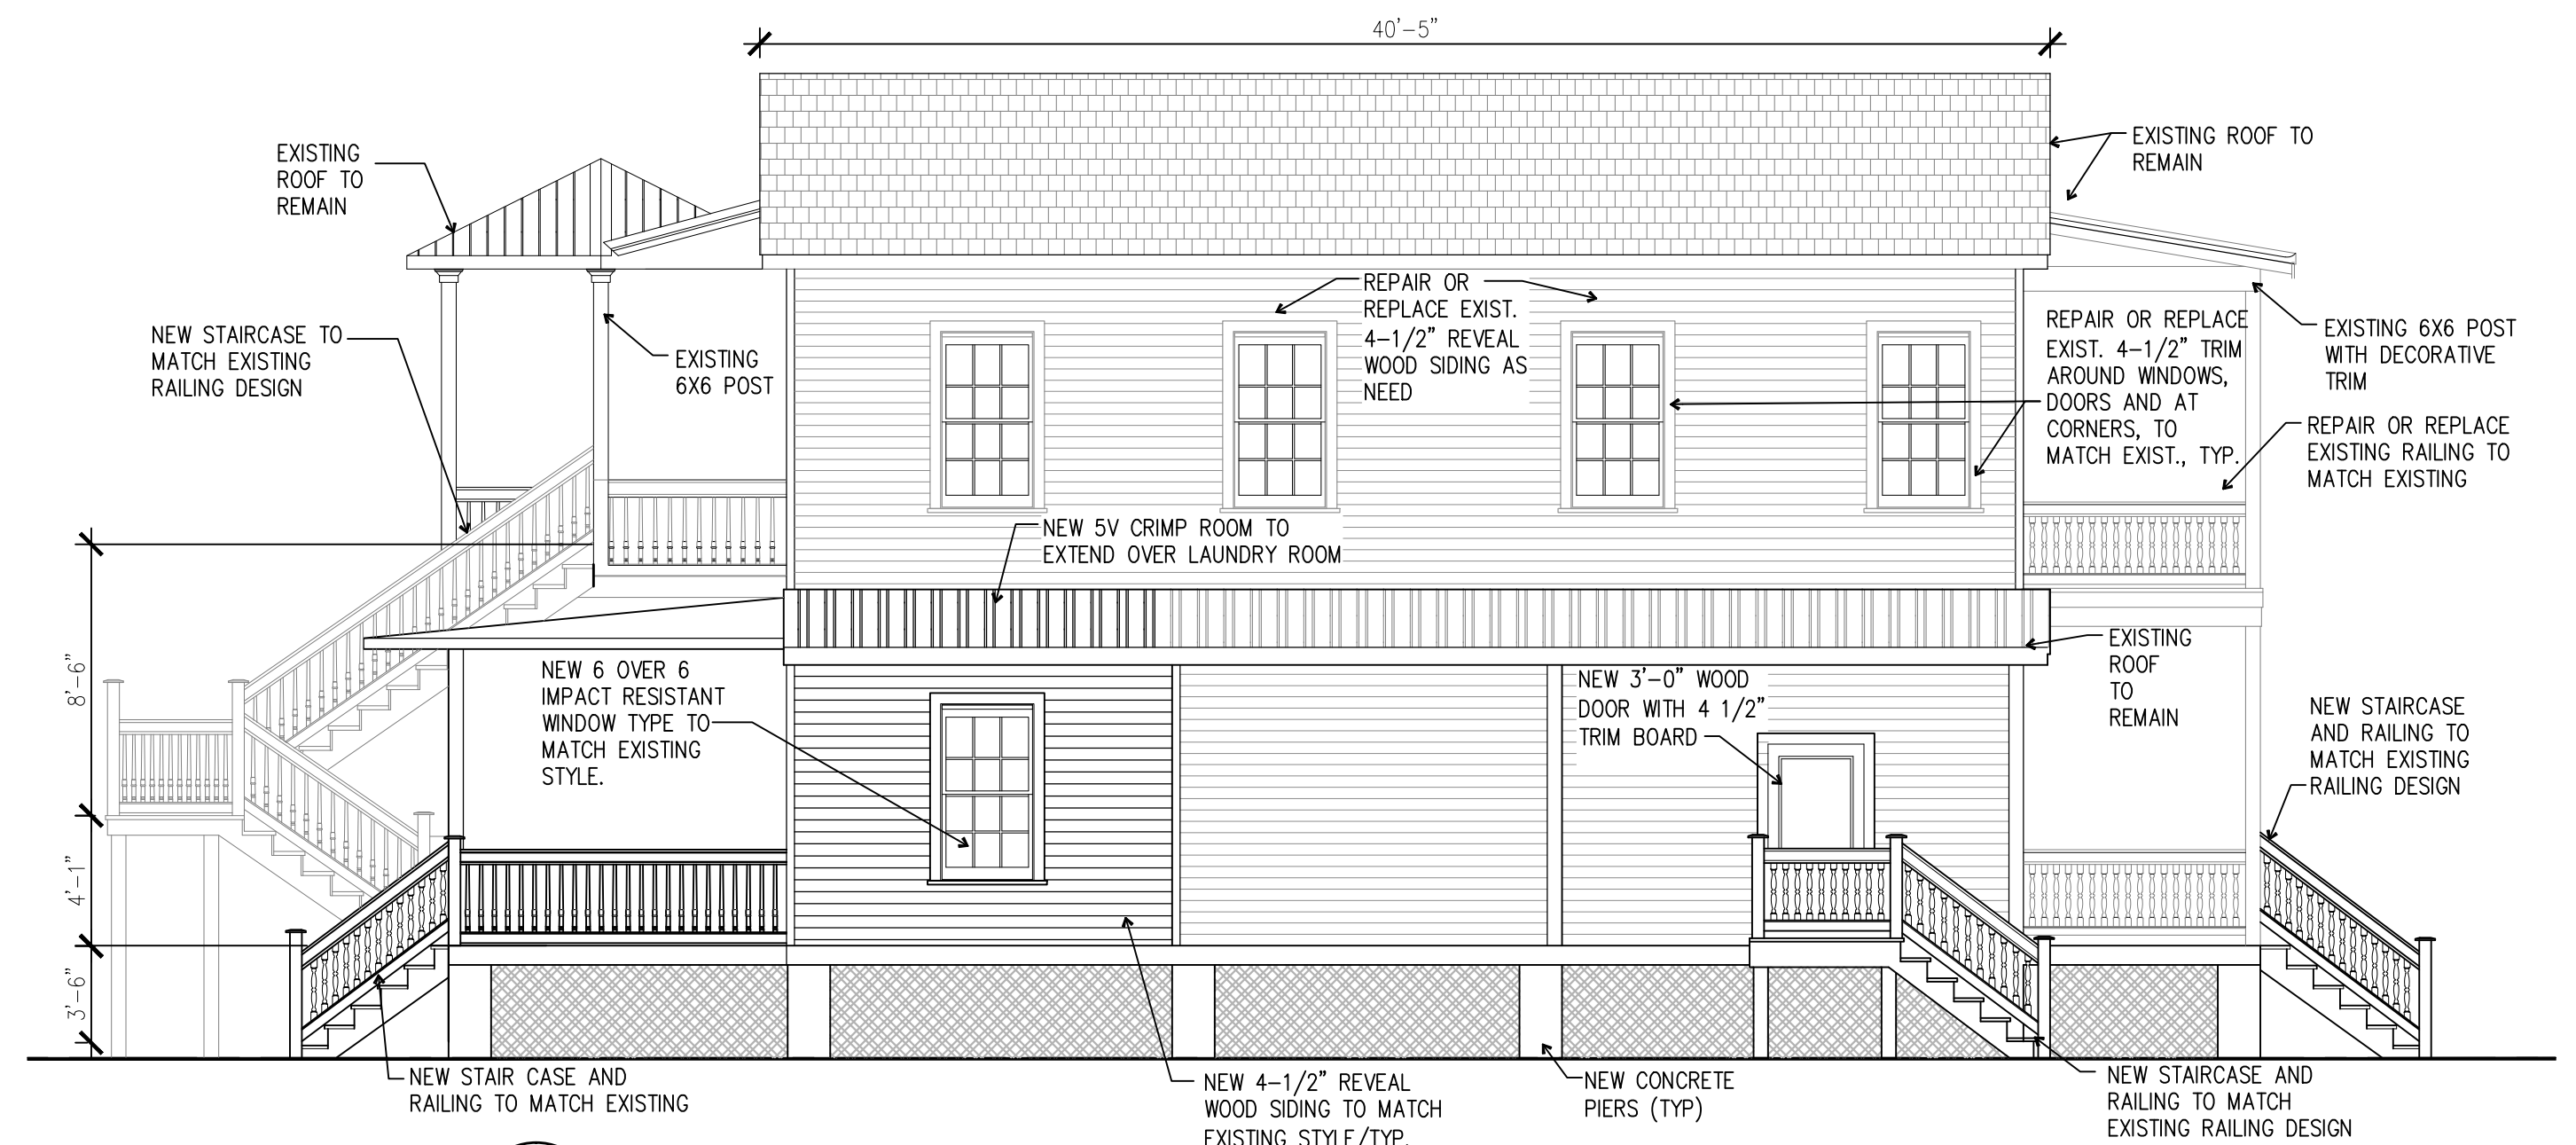 40'-5"
EXISTING
ROOF TO
REMAIN
EXISTING ROOF TO
REMAIN
NEW STAIRCASE TO
MATCH EXISTING
RAILING DESIGN
EXISTING
6X6 POST
REPAIR OR
REPLACE EXIST.
4-1/2" REVEAL
WOOD SIDING AS
NEED
REPAIR OR REPLACE
EXIST. 4-1/2" TRIM
AROUND WINDOWS,
DOORS AND AT
CORNERS, TO
MATCH EXIST., TYP.
EXISTING 6X6 POST
WITH DECORATIVE
TRIM
REPAIR OR REPLACE
EXISTING RAILING TO
MATCH EXISTING
NEW 5V CRIMP ROOM TO
EXTEND OVER LAUNDRY ROOM
8'-6"
4'-1"
3'-6"
NEW 6 OVER 6
IMPACT RESISTANT
WINDOW TYPE TO
MATCH EXISTING
STYLE.
NEW 3'-0" WOOD
DOOR WITH 4 1/2"
TRIM BOARD
EXISTING
ROOF
TO
REMAIN
NEW STAIRCASE
AND RAILING TO
MATCH EXISTING
RAILING DESIGN
NEW STAIR CASE AND
RAILING TO MATCH EXISTING
NEW 4-1/2" REVEAL
WOOD SIDING TO MATCH
EXISTING STYLE/TYP.
NEW CONCRETE
PIERS (TYP)
NEW STAIRCASE AND
RAILING TO MATCH
EXISTING RAILING DESIGN